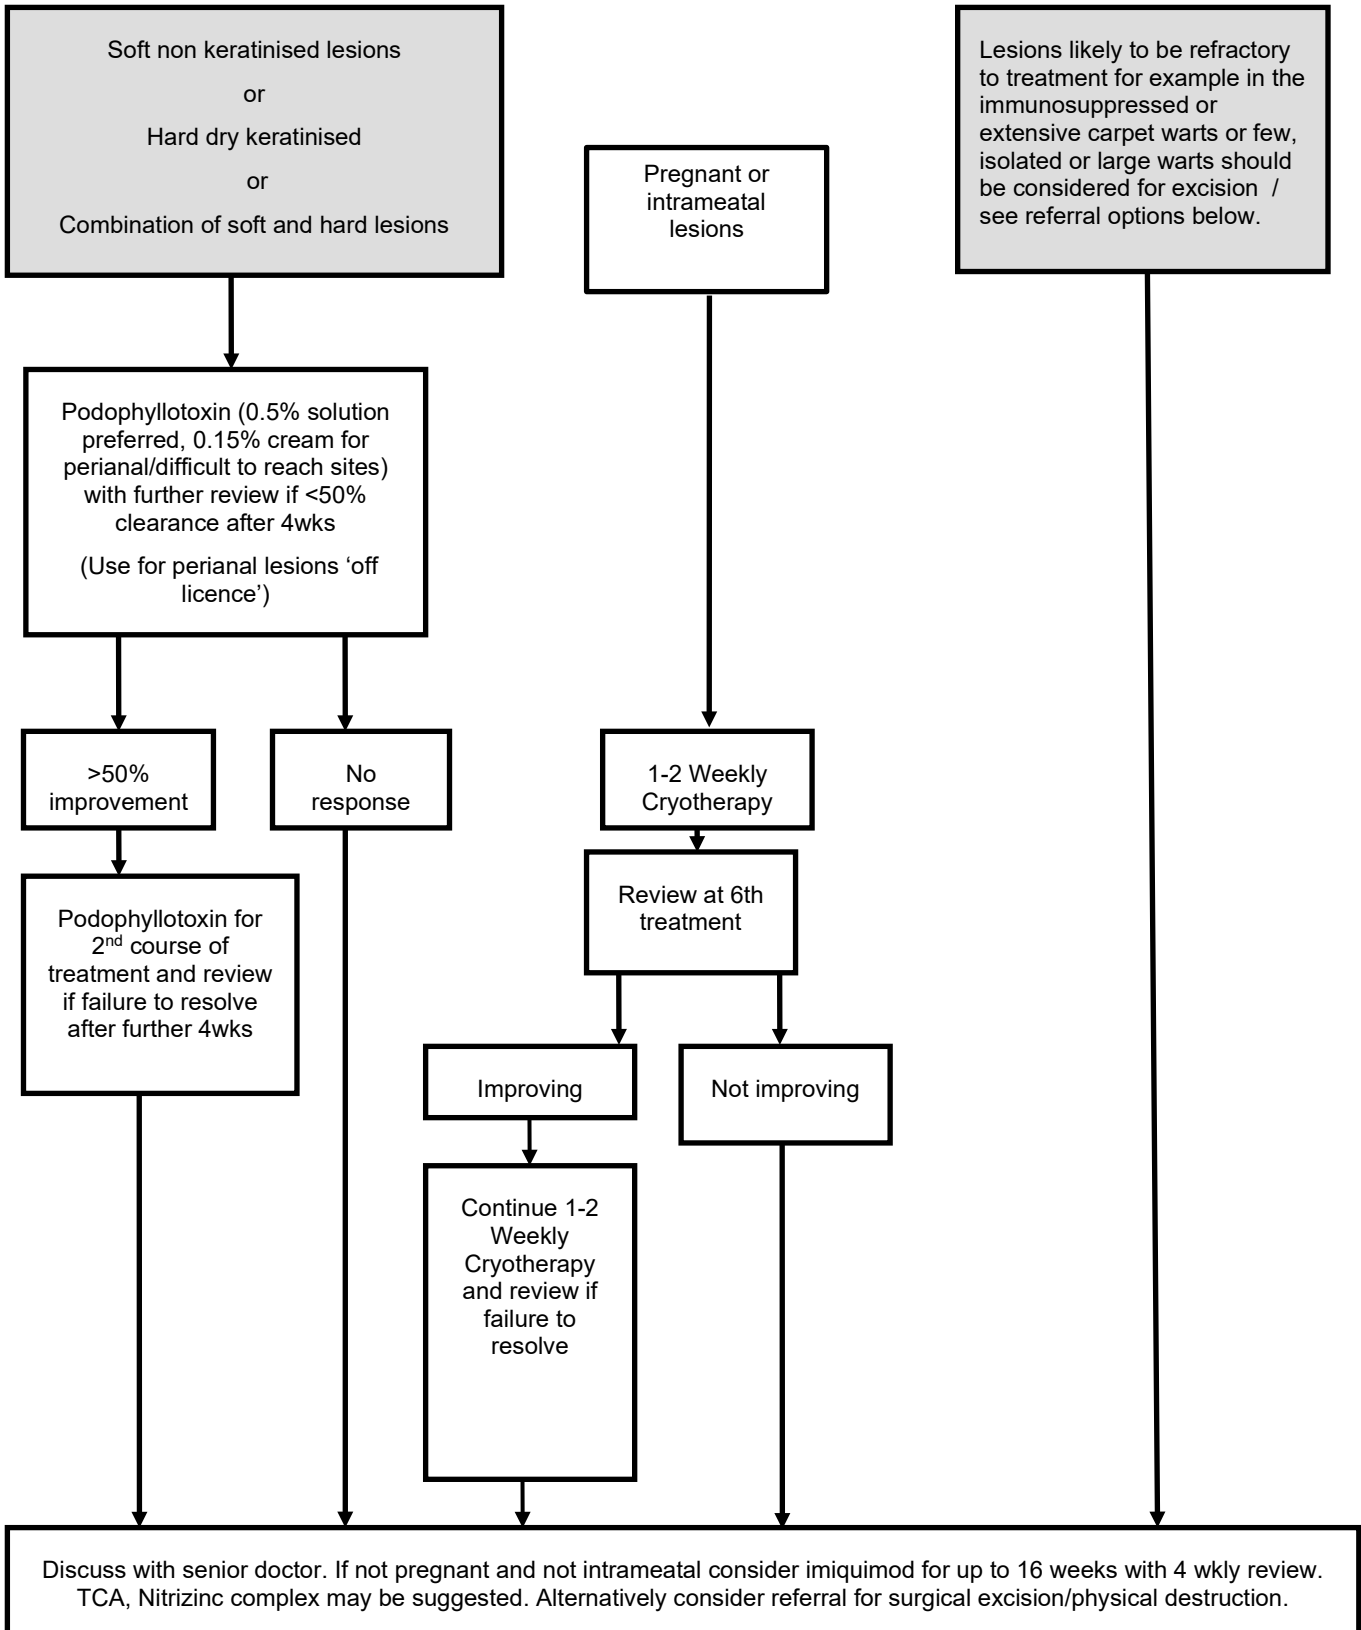 Soft non keratinised lesions
or
Hard dry keratinised
or
Combination of soft and hard lesions
Pregnant or
intrameatal
lesions
Lesions likely to be refractory
to treatment for example in the
immunosuppressed or
extensive carpet warts or few,
isolated or large warts should
be considered for excision /
see referral options below.
Podophyllotoxin (0.5% solution
preferred, 0.15% cream for
perianal/difficult to reach sites)
with further review if <50%
clearance after 4wks
(Use for perianal lesions ‘off
licence’)
>50%
improvement
No
response
1-2 Weekly
Cryotherapy
Podophyllotoxin for
2nd course of
treatment and review
if failure to resolve
after further 4wks
Review at 6th
treatment
Improving
Not improving
Continue 1-2
Weekly
Cryotherapy
and review if
failure to
resolve
Discuss with senior doctor. If not pregnant and not intrameatal consider imiquimod for up to 16 weeks with 4 wkly review.
TCA, Nitrizinc complex may be suggested. Alternatively consider referral for surgical excision/physical destruction.